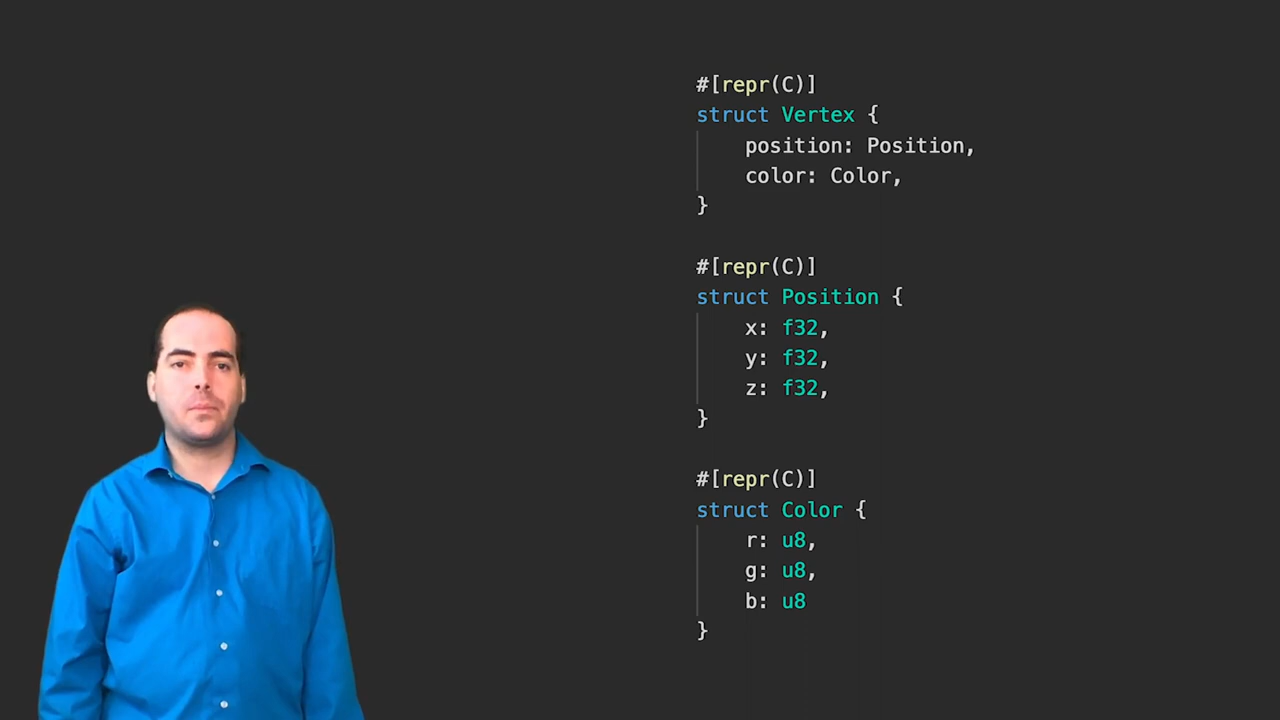 #[repr(C)]
struct Vertex {
    position: Position,
    color: Color,
}
#[repr(C)]
struct Position {
    x: f32,
    y: f32,
    z: f32,
}
#[repr(C)]
struct Color {
    r: u8,
    g: u8,
    b: u8
}